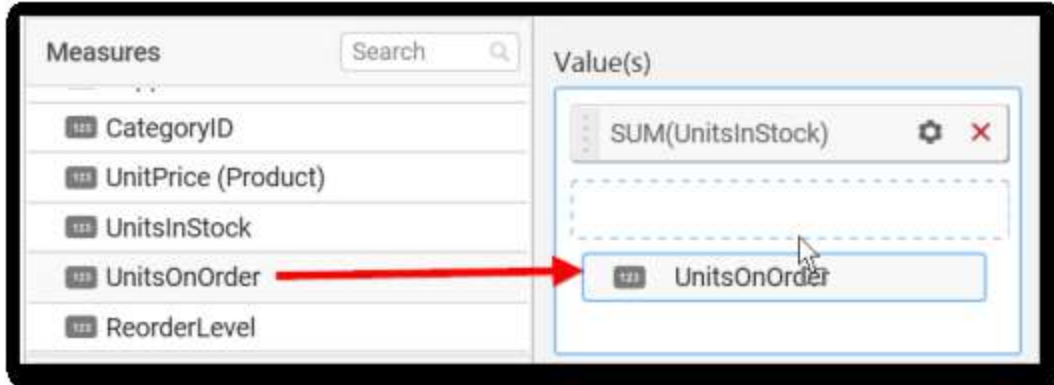 Measures
Search
CategoryID
UnitPrice (Product)
UnitsInStock
UnitsOnOrder
ReorderLevel
Value(s)
SUM(UnitsInStock)
UnitsOnOrder